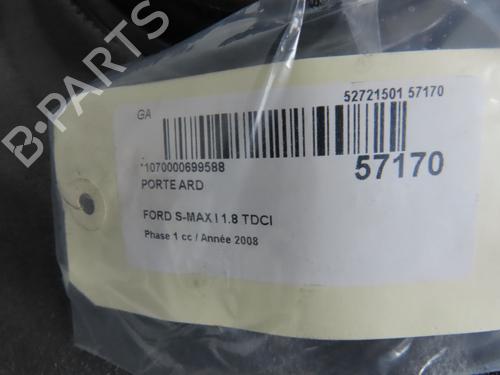 B-PARTS
GA
52721501 57170
*1070000699588
57170
PORTE ARD
FORD S-MAX I 1.8 TDCI
Phase 1 cc / Année 2008